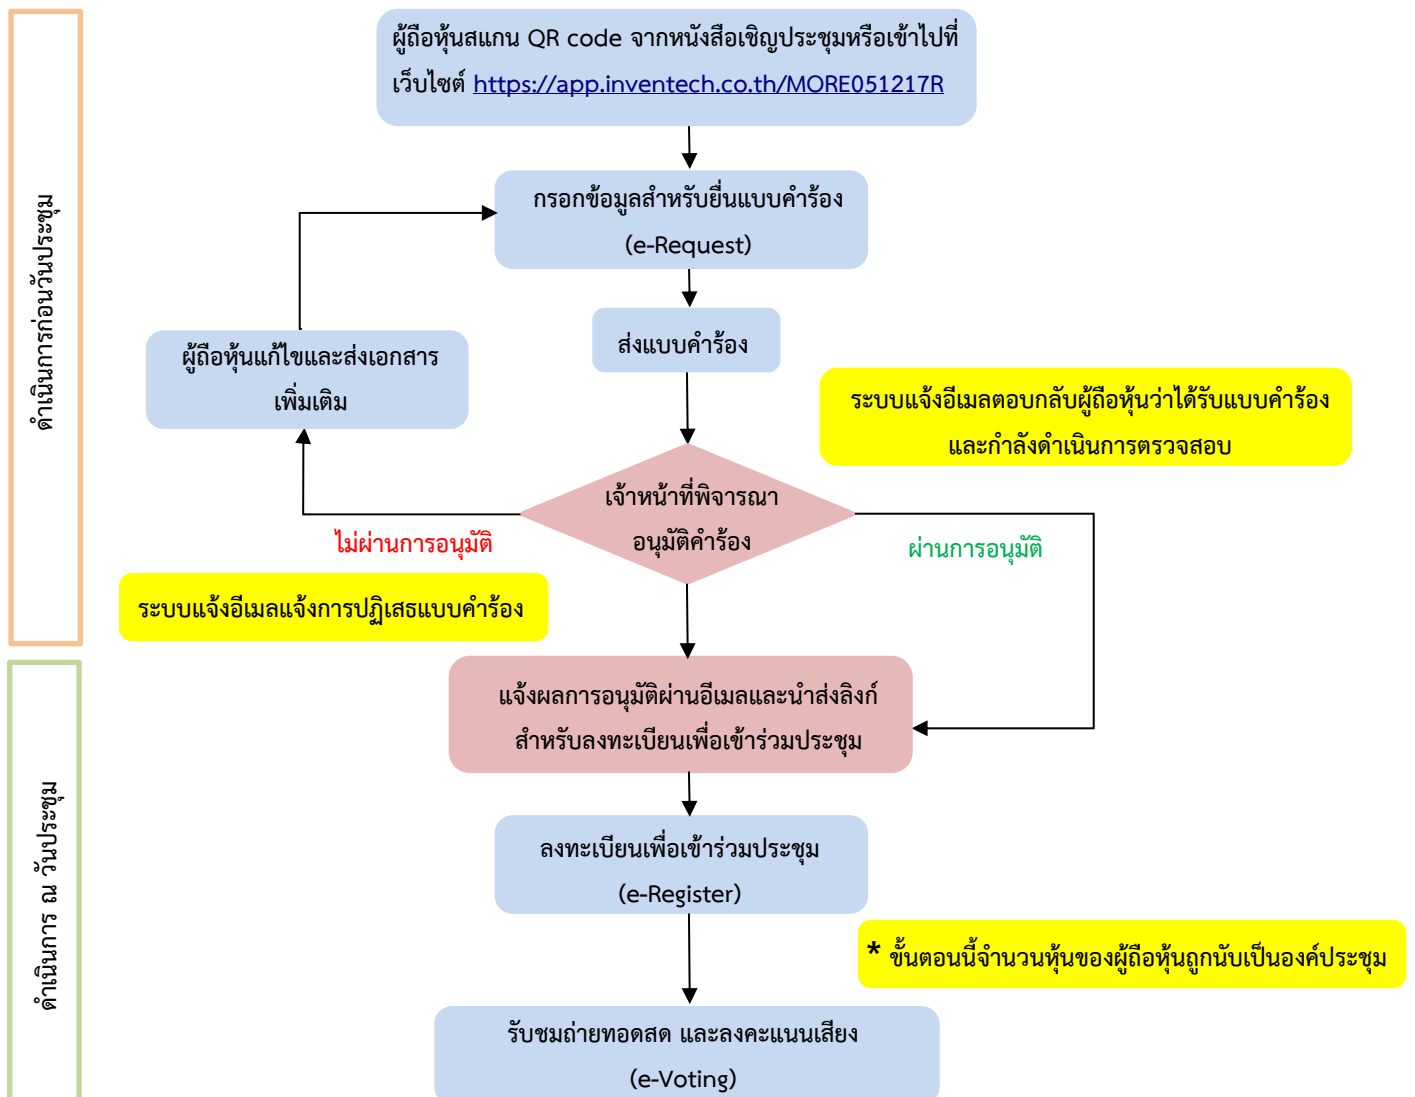 ผู้ถือหุ้นสแกน QR code จากหนังสือเชิญประชุมหรือเข้าไปที่
เว็บไซต์ https://app.inventech.co.th/MORE051217R
ดำเนินการก่อนวันประชุม
กรอกข้อมูลสำหรับยื่นแบบคำร้อง
(e-Request)
ส่งแบบคำร้อง
ผู้ถือหุ้นแก้ไขและส่งเอกสาร
เพิ่มเติม
ระบบแจ้งอีเมลตอบกลับผู้ถือหุ้นว่าได้รับแบบคำร้อง
และกำลังดำเนินการตรวจสอบ
เจ้าหน้าที่พิจารณา
อนุมัติคำร้อง
ไม่ผ่านการอนุมัติ
ผ่านการอนุมัติ
ระบบแจ้งอีเมลแจ้งการปฏิเสธแบบคำร้อง
แจ้งผลการอนุมัติผ่านอีเมลและนำส่งลิงก์
สำหรับลงทะเบียนเพื่อเข้าร่วมประชุม
ดำเนินการ ณ วันประชุม
ลงทะเบียนเพื่อเข้าร่วมประชุม
(e-Register)
* ขั้นตอนนี้จำนวนหุ้นของผู้ถือหุ้นถูกนับเป็นองค์ประชุม
รับชมถ่ายทอดสด และลงคะแนนเสียง
(e-Voting)